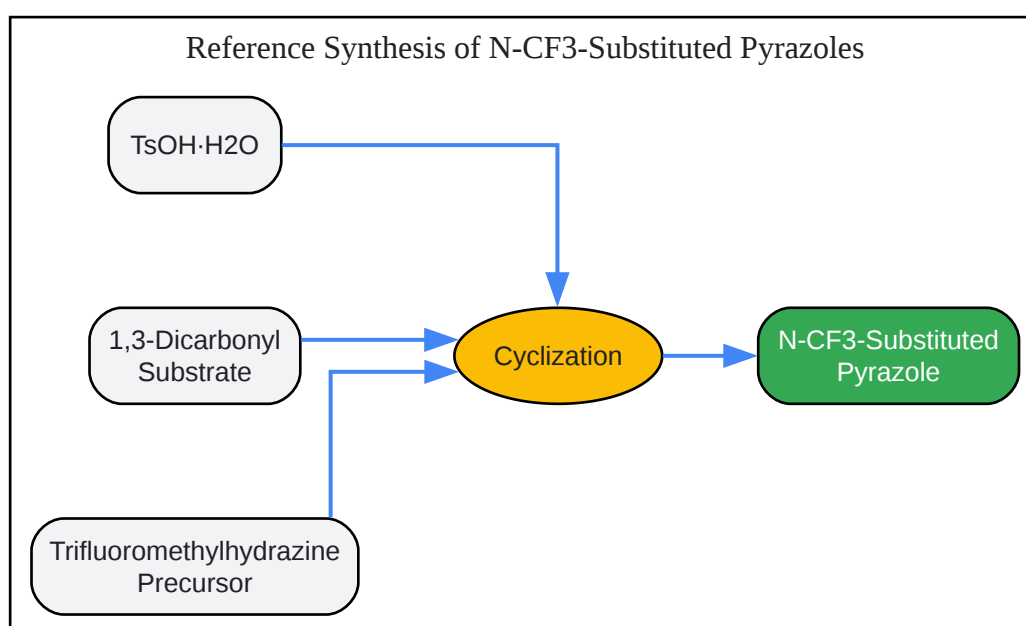 Reference Synthesis of N-CF3-Substituted Pyrazoles
TsOH·H2O
1,3-Dicarbonyl
Substrate
Cyclization
N-CF3-Substituted
Pyrazole
Trifluoromethylhydrazine
Precursor